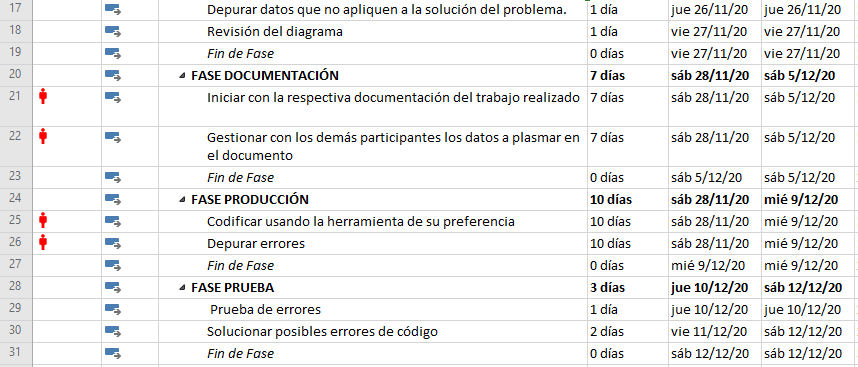 17 Depurar datos que no apliquen a la solución del problema. 1 día jue 26/11/20 jue 26/11/20
18 Revisión del diagrama 1 día vie 27/11/20 vie 27/11/20
19 Fin de Fase 0 días vie 27/11/20 vie 27/11/20
20 FASE DOCUMENTACIÓN 7 días sáb 28/11/20 sáb 5/12/20
21 Iniciar con la respectiva documentación del trabajo realizado 7 días sáb 28/11/20 sáb 5/12/20
22 Gestionar con los demás participantes los datos a plasmar en 7 días sáb 28/11/20 sáb 5/12/20
el documento
23 Fin de Fase 0 días sáb 5/12/20 sáb 5/12/20
24 FASE PRODUCCIÓN 10 días sáb 28/11/20 mié 9/12/20
25 Codificar usando la herramienta de su preferencia 10 días sáb 28/11/20 mié 9/12/20
26 Depurar errores 10 días sáb 28/11/20 mié 9/12/20
27 Fin de Fase 0 días mié 9/12/20 mié 9/12/20
28 FASE PRUEBA 3 días jue 10/12/20 sáb 12/12/20
29 Prueba de errores 1 día jue 10/12/20 jue 10/12/20
30 Solucionar posibles errores de código 2 días vie 11/12/20 sáb 12/12/20
31 Fin de Fase 0 días sáb 12/12/20 sáb 12/12/20